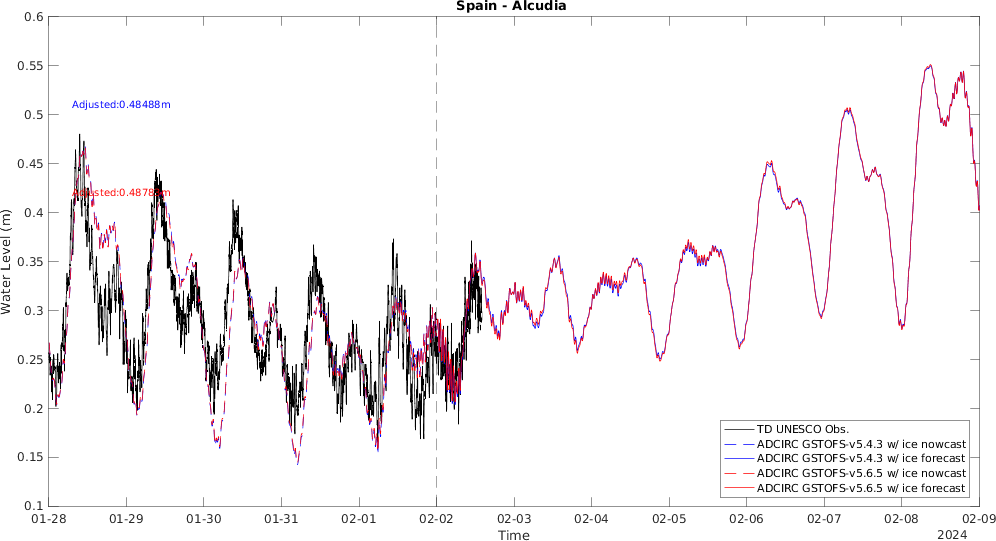 Spain - Alcudia
0.6
0.55
0.5
0.45
0.4
0.35
0.3
0.25
0.2
0.15
0.1
Water Level (m)
Adjusted:0.48488m
TD UNESCO Obs.
ADCIRC GSTOFS-v5.4.3 w/ ice nowcast
ADCIRC GSTOFS-v5.4.3 w/ ice forecast
ADCIRC GSTOFS-v5.6.5 w/ ice nowcast
ADCIRC GSTOFS-v5.6.5 w/ ice forecast
01-28 01-29 01-30 01-31 02-01 02-02 02-03 02-04 02-05 02-06 02-07 02-08 02-09
Time
2024